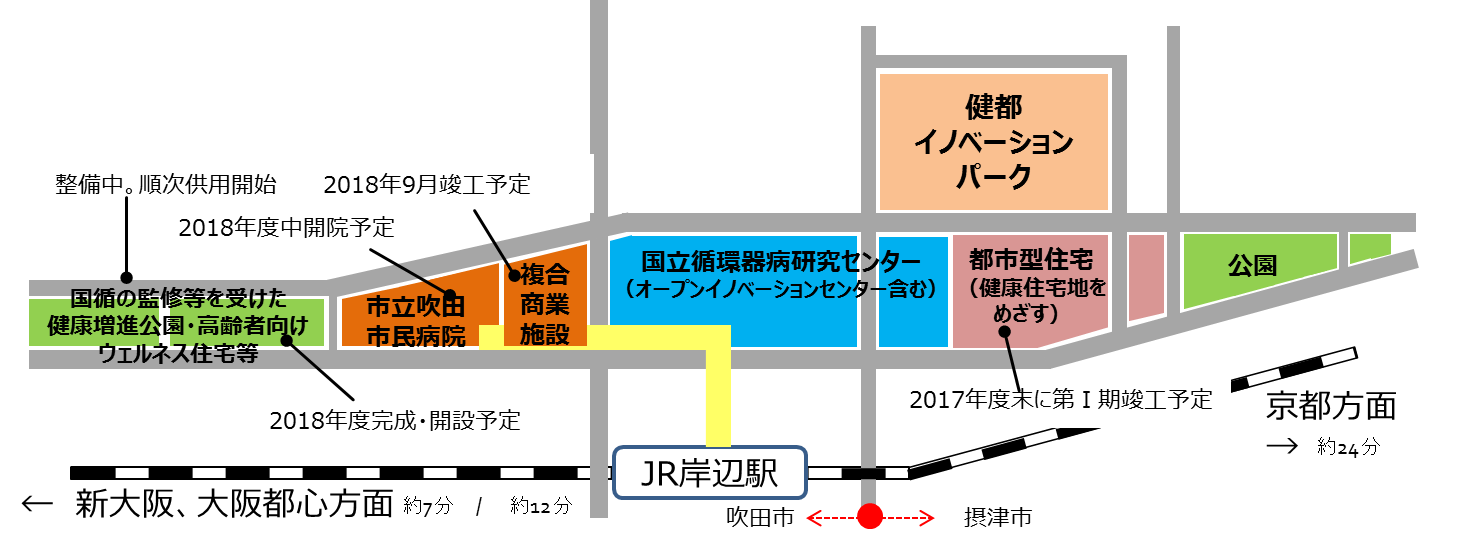 健都
イノベーション
パーク
整備中。順次供用開始
2018年9月竣工予定
2018年度中開院予定
国循の監修等を受けた
健康増進公園・高齢者向け
ウェルネス住宅等
市立吹田
市民病院
複合
商業
施設
国立循環器病研究センター
（オープンイノベーションセンター含む）
都市型住宅
（健康住宅地を
めざす）
公園
2018年度完成・開設予定
2017年度末に第Ⅰ期竣工予定
京都方面
→ 約24分
JR岸辺駅
← 新大阪、大阪都心方面 約7分 / 約12分
吹田市 摂津市